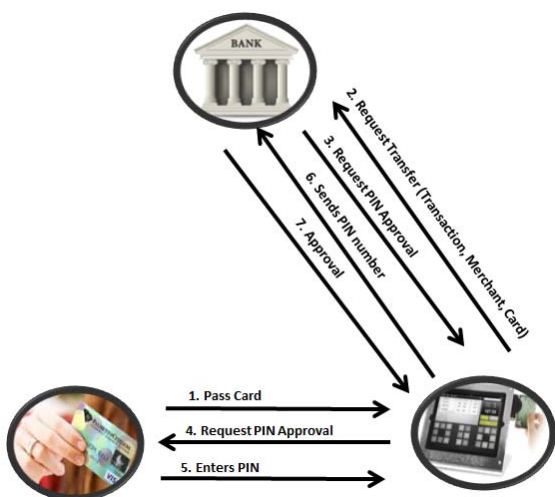 BANK
2. Request Transfer (Transaction, Merchant, Card)
3. Request PIN Approval
6. Sends PIN number
7. Approval
1. Pass Card
4. Request PIN Approval
5. Enters PIN
VISA